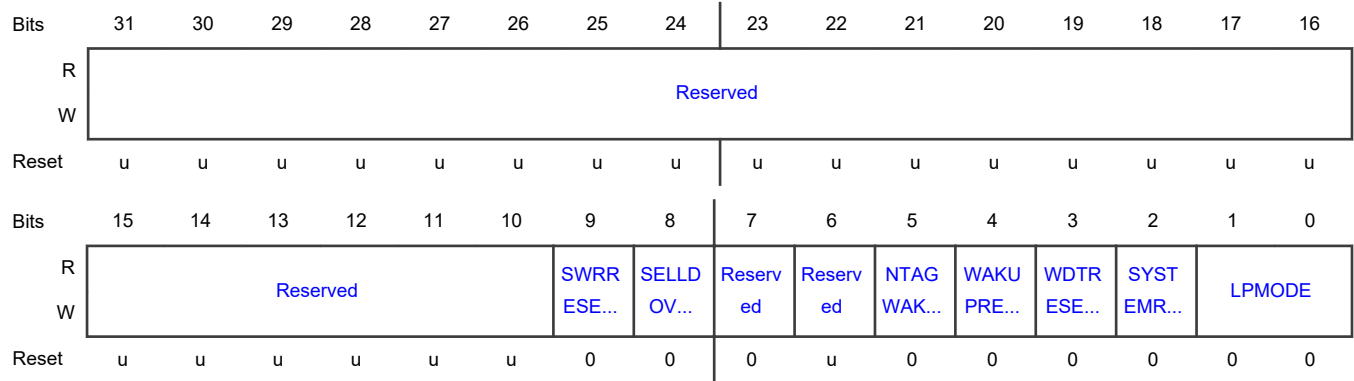 Bits 31 30 29 28 27 26 25 24 23 22 21 20 19 18 17 16
R
Reserved
W
Reset u u u u u u u u u u u u u u u u
Bits 15 14 13 12 11 10 9 8 7 6 5 4 3 2 1 0
R Reserved SWRR SELLD Reserv Reserv NTAG WAKU WDTR SYST LPMODE
W ESE... OV... ed ed WAK... PRE... ESE... EMR...
Reset u u u u u u 0 0 0 u 0 0 0 0 0 0